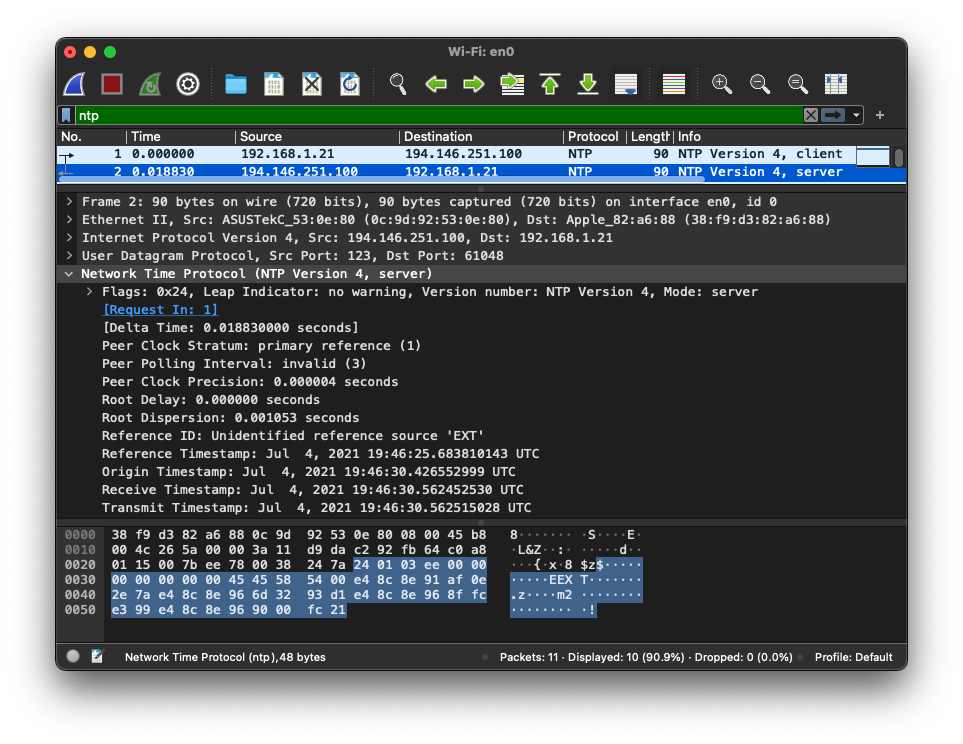 Wi-Fi: en0
ntp
+
No. Time Source Destination Protocol Length Info
1 0.000000 192.168.1.21 194.146.251.100 NTP 90 NTP Version 4, client
2 0.018830 194.146.251.100 192.168.1.21 NTP 90 NTP Version 4, server
Frame 2: 90 bytes on wire (720 bits), 90 bytes captured (720 bits) on interface en0, id 0
Ethernet II, Src: ASUSTekC_53:0e:80 (0c:9d:92:53:0e:80), Dst: Apple_82:a6:88 (38:f9:d3:82:a6:88)
Internet Protocol Version 4, Src: 194.146.251.100, Dst: 192.168.1.21
User Datagram Protocol, Src Port: 123, Dst Port: 61048
Network Time Protocol (NTP Version 4, server)
Flags: 0x24, Leap Indicator: no warning, Version number: NTP Version 4, Mode: server
[Request In: 1]
[Delta Time: 0.018830000 seconds]
Peer Clock Stratum: primary reference (1)
Peer Polling Interval: invalid (3)
Peer Clock Precision: 0.000004 seconds
Root Delay: 0.000000 seconds
Root Dispersion: 0.001053 seconds
Reference ID: Unidentified reference source 'EXT'
Reference Timestamp: Jul  4, 2021 19:46:25.683810143 UTC
Origin Timestamp: Jul  4, 2021 19:46:30.426552999 UTC
Receive Timestamp: Jul  4, 2021 19:46:30.562452530 UTC
Transmit Timestamp: Jul  4, 2021 19:46:30.562515028 UTC
0000 38 f9 d3 82 a6 88 0c 9d 92 53 0e 80 08 00 45 b8 8·······  ·S····E·
0010 00 4c 26 5a 00 00 3a 11 d9 da c2 92 fb 64 c0 a8 ·L&Z··:· ·····d··
0020 01 15 00 7b ee 78 00 38 24 7a 24 01 03 ee 00 00 ···{·x·8 $z$·····
0030 00 00 00 00 00 45 45 58 54 00 e4 8c 8e 91 af 0e ·····EEX T·······
0040 2e 7a e4 8c 8e 96 6d 32 93 d1 e4 8c 8e 96 8f fc .z····m2 ········
0050 e3 99 e4 8c 8e 96 90 00 fc 21 ········ ·!
Network Time Protocol (ntp),48 bytes
Packets: 11 · Displayed: 10 (90.9%) · Dropped: 0 (0.0%)
Profile: Default